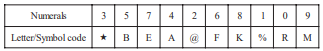 Numerals 3 5 7 4 2 6 8 1 0 9
Letter/Symbol code ★ B E A @ F K % R M